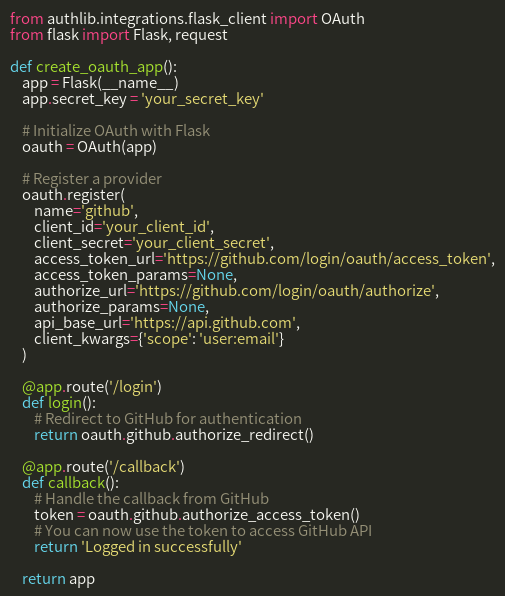 from authlib.integrations.flask_client import OAuth
from flask import Flask, request

def create_oauth_app():
    app = Flask(__name__)
    app.secret_key = 'your_secret_key'

    # Initialize OAuth with Flask
    oauth = OAuth(app)

    # Register a provider
    oauth.register(
        name='github',
        client_id='your_client_id',
        client_secret='your_client_secret',
        access_token_url='https://github.com/login/oauth/access_token',
        access_token_params=None,
        authorize_url='https://github.com/login/oauth/authorize',
        authorize_params=None,
        api_base_url='https://api.github.com',
        client_kwargs={'scope': 'user:email'}
    )

    @app.route('/login')
    def login():
        # Redirect to GitHub for authentication
        return oauth.github.authorize_redirect()

    @app.route('/callback')
    def callback():
        # Handle the callback from GitHub
        token = oauth.github.authorize_access_token()
        # You can now use the token to access GitHub API
        return 'Logged in successfully'

    return app